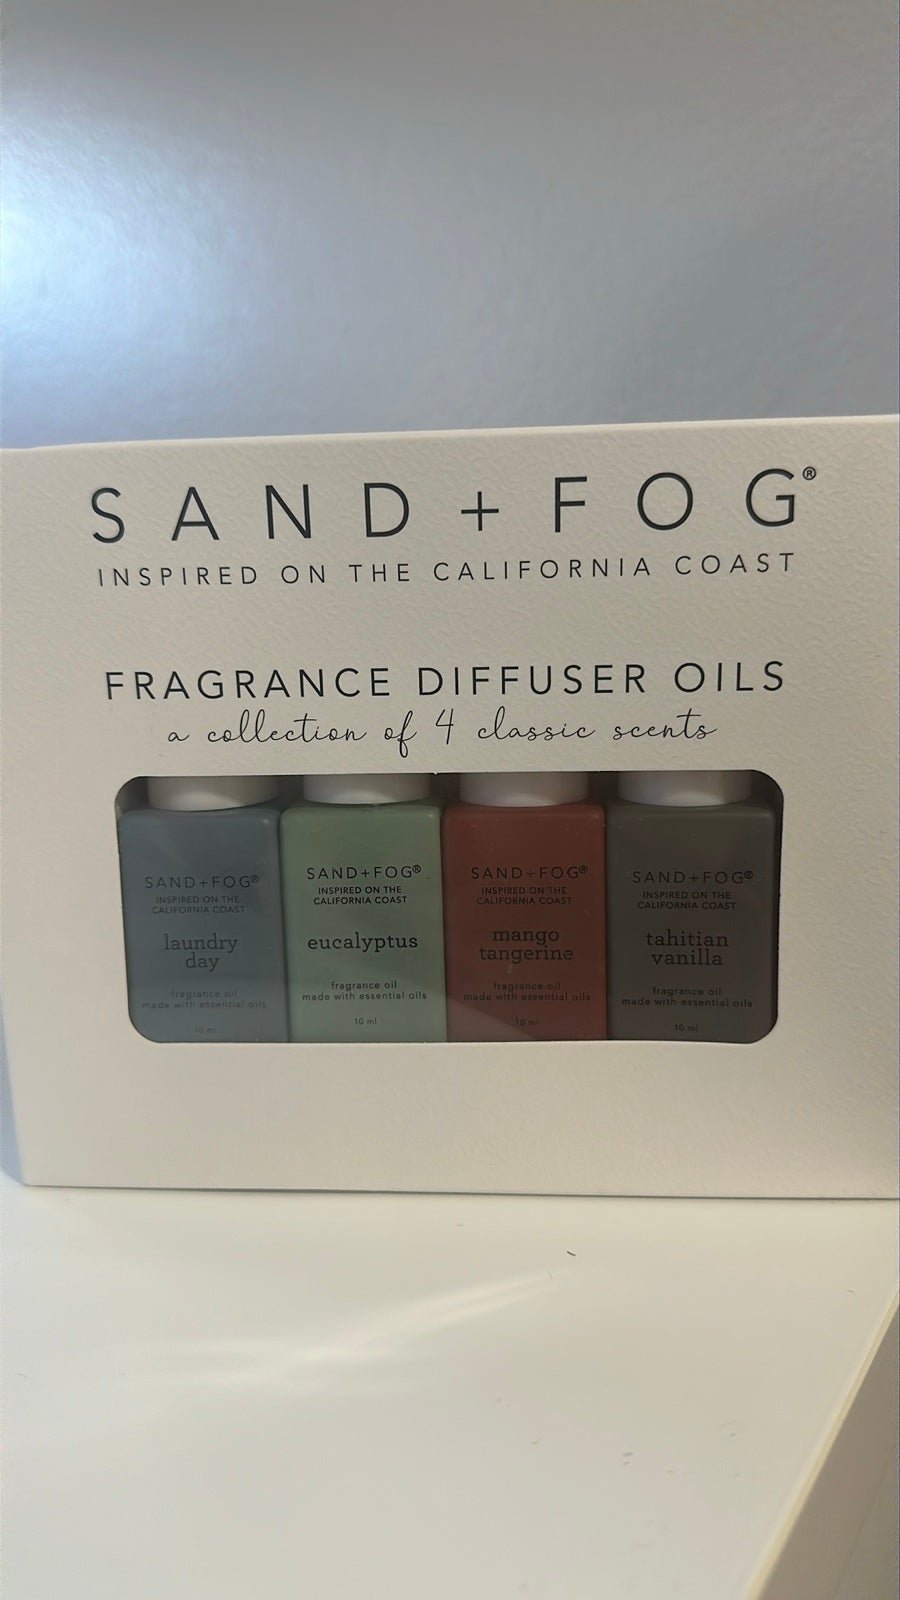 SAND+FOG®
INSPIRED ON THE CALIFORNIA COAST
FRAGRANCE DIFFUSER OILS
a collection of 4 classic scents
SAND+FOG®
INSPIRED ON THE
CALIFORNIA COAST
laundry
day
fragrance oil
made with essential oils
10 ml
SAND+FOG®
INSPIRED ON THE
CALIFORNIA COAST
eucalyptus
fragrance oil
made with essential oils
10 ml
SAND+FOG®
INSPIRED ON THE
CALIFORNIA COAST
mango
tangerine
fragrance oil
made with essential oils
10 ml
SAND+FOG®
INSPIRED ON THE
CALIFORNIA COAST
tahitian
vanilla
fragrance oil
made with essential oils
10 ml